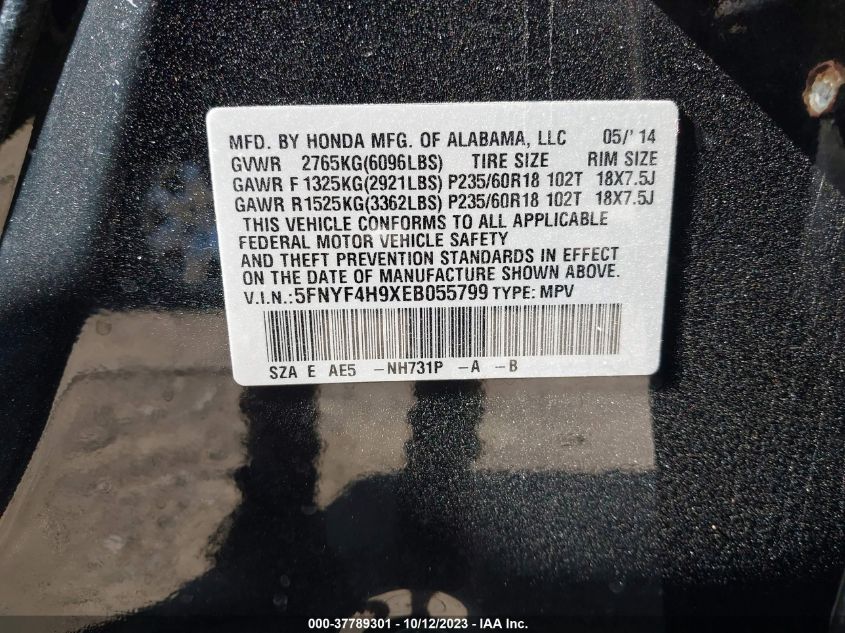 MFD. BY HONDA MFG. OF ALABAMA, LLC 05/'14
GVWR 2765KG(6096LBS) TIRE SIZE RIM SIZE
GAWR F1325KG(2921LBS) P235/60R18 102T 18X7.5J
GAWR R1525KG(3362LBS) P235/60R18 102T 18X7.5J
THIS VEHICLE CONFORMS TO ALL APPLICABLE
FEDERAL MOTOR VEHICLE SAFETY
AND THEFT PREVENTION STANDARDS IN EFFECT
ON THE DATE OF MANUFACTURE SHOWN ABOVE.
V.I.N.:5FNYF4H9XEB055799 TYPE: MPV
SZA E AE5 -NH731P -A -B
000-37789301 - 10/12/2023 - IAA Inc.